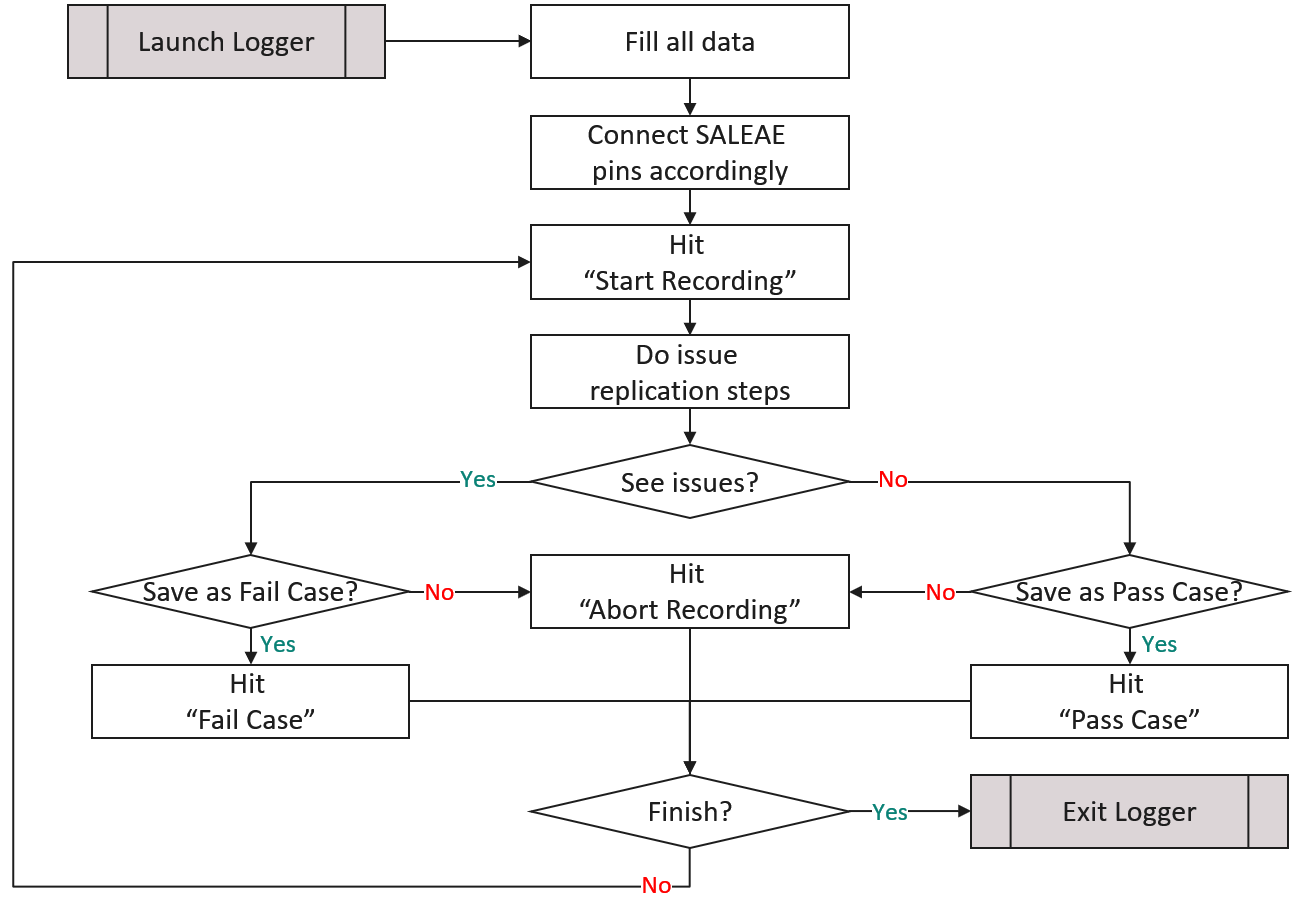 Launch Logger
Fill all data
Connect SALEAE
pins accordingly
Hit
“Start Recording”
Do issue
replication steps
See issues?
Yes
No
Save as Fail Case?
No
Hit
“Abort Recording”
No
Save as Pass Case?
Yes
Yes
Hit
“Fail Case”
Hit
“Pass Case”
Finish?
Yes
Exit Logger
No